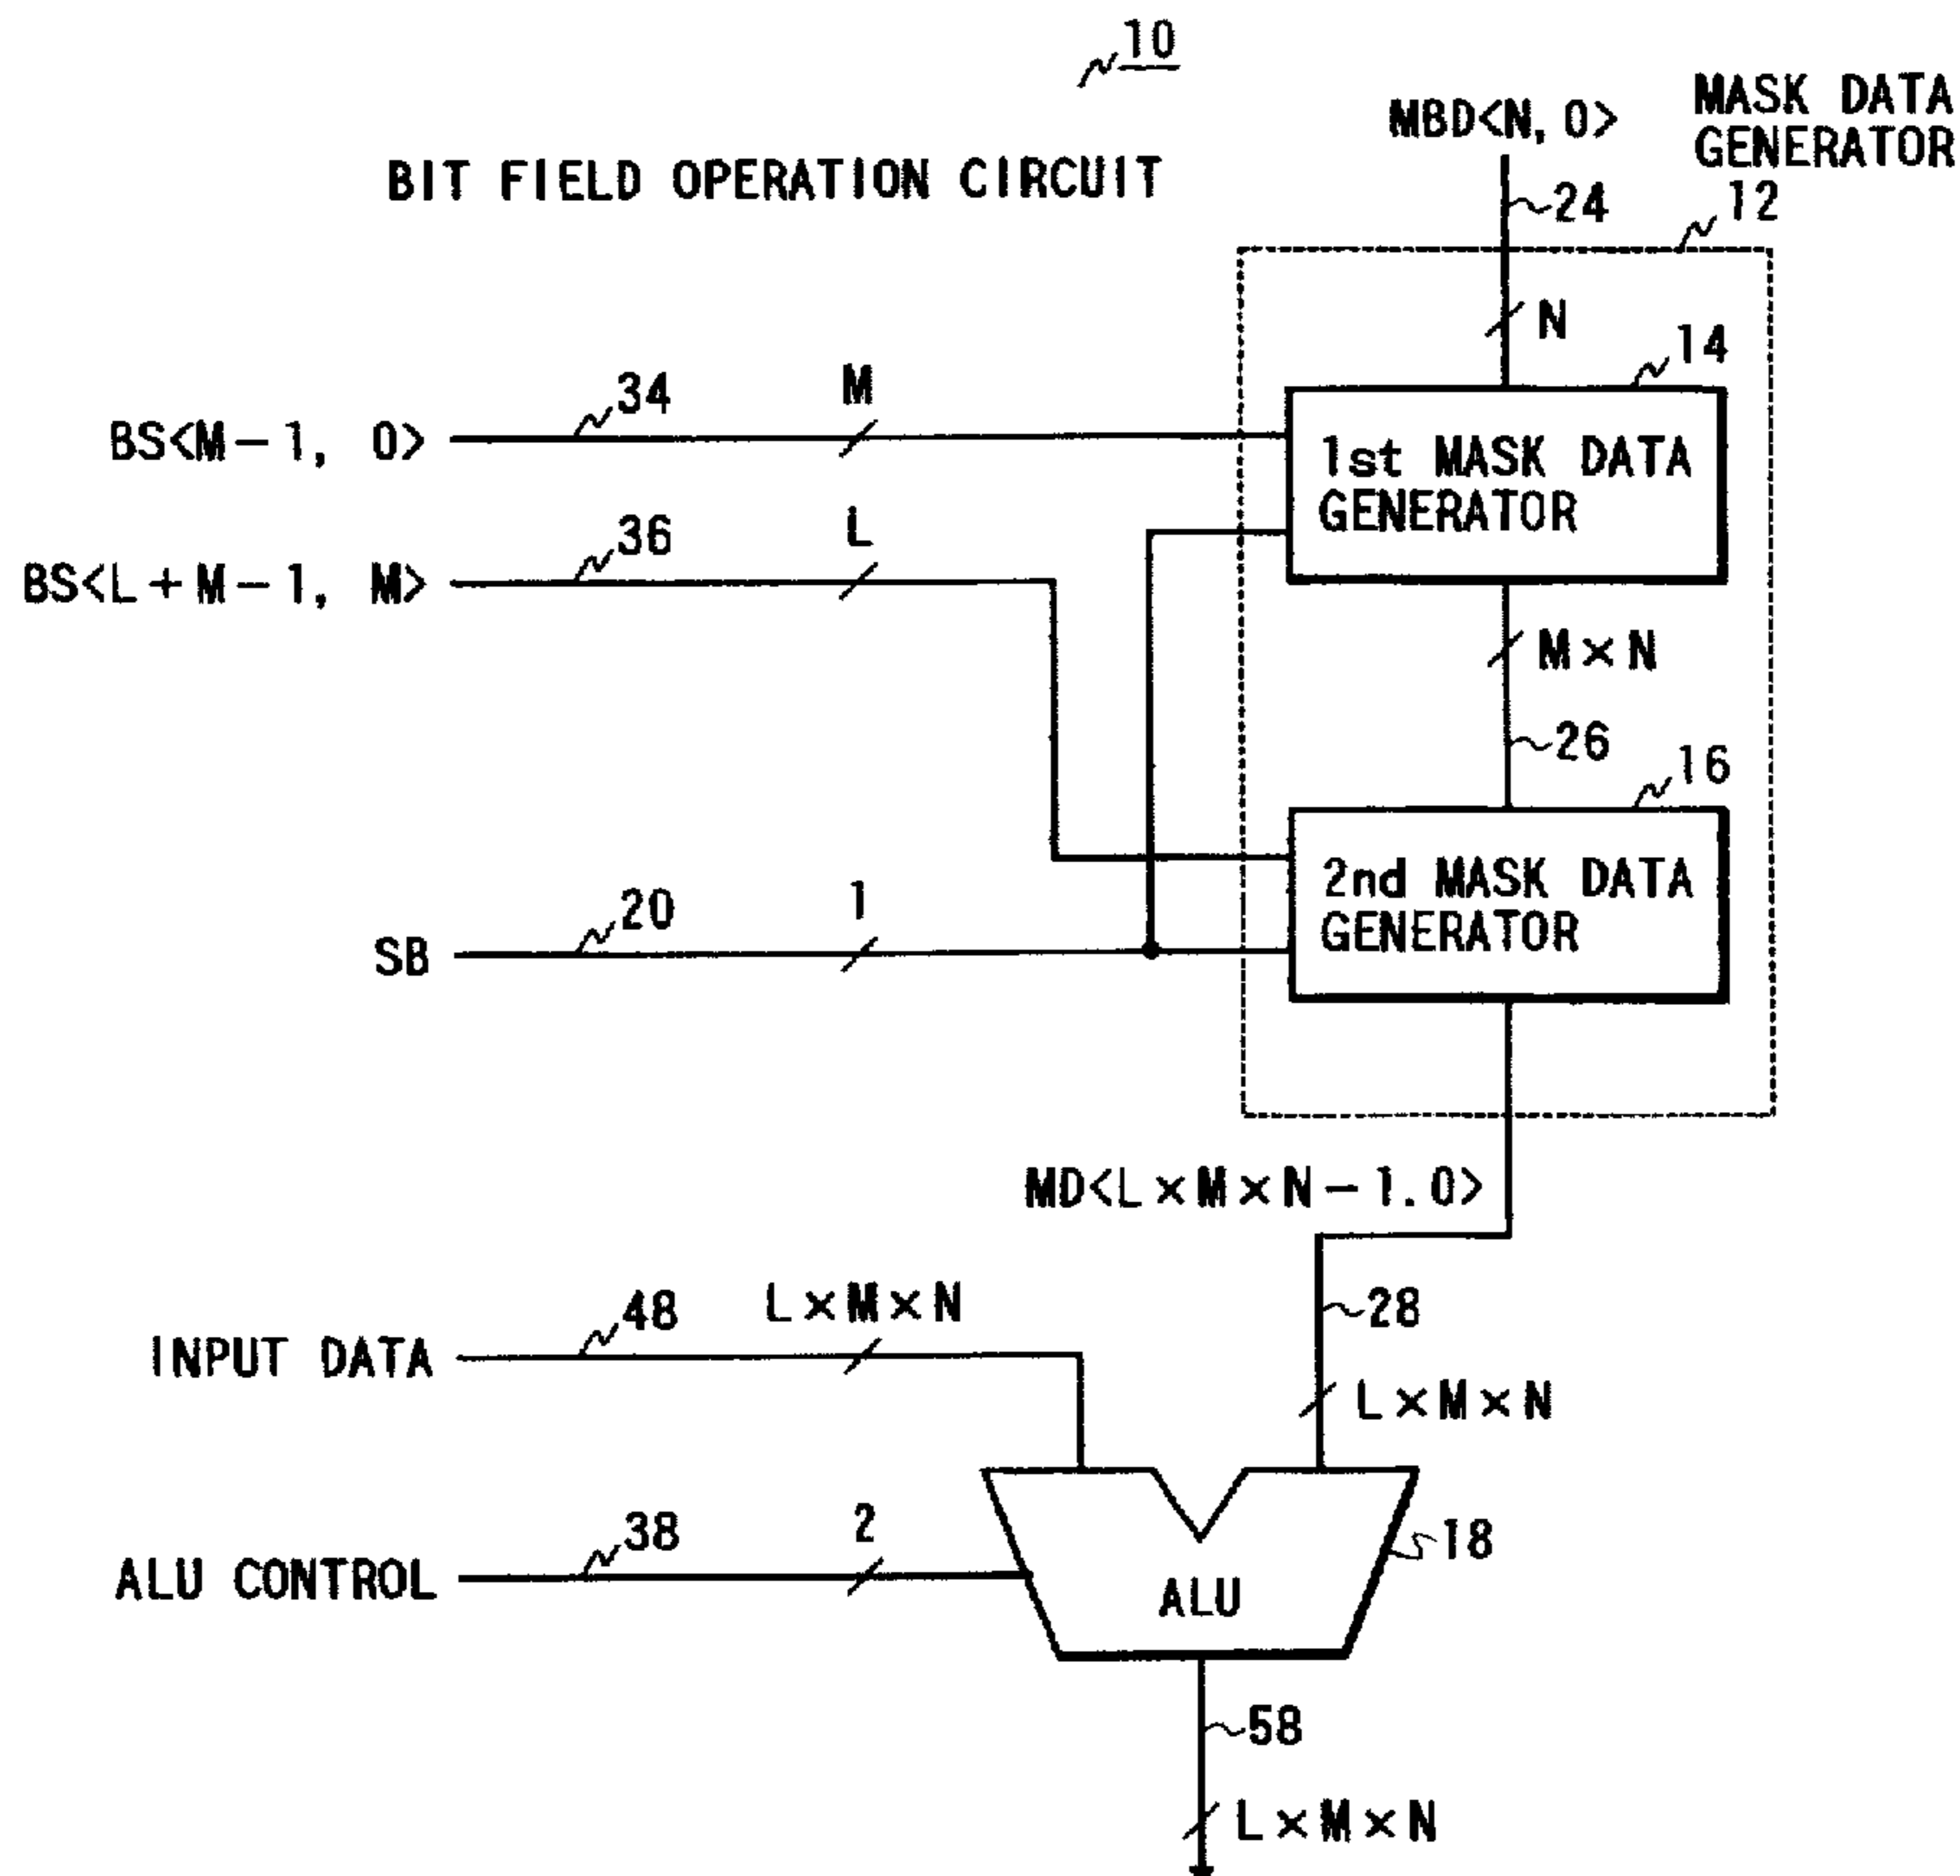 10
MBD<N, 0>
MASK DATA
GENERATOR
BIT FIELD OPERATION CIRCUIT
24
12
N
14
BS<M-1, 0>
34
M
1st MASK DATA
GENERATOR
BS<L+M-1, M>
36
L
M×N
26
16
2nd MASK DATA
GENERATOR
SB
20
1
MD<L×M×N-1.0>
INPUT DATA
48
L×M×N
28
L×M×N
ALU CONTROL
38
2
18
ALU
58
L×M×N